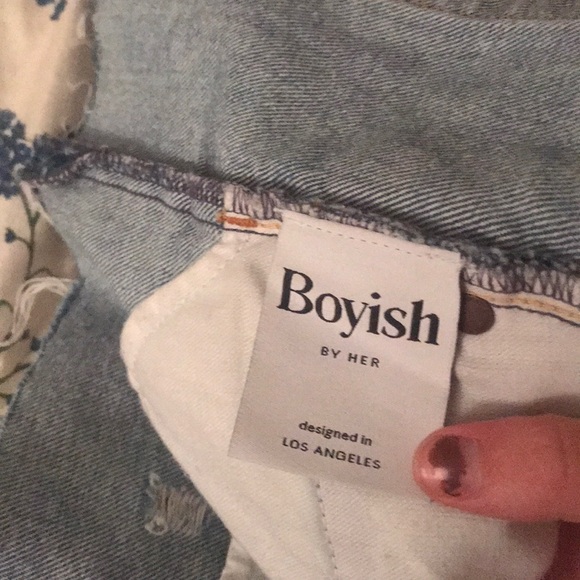 Boyish
BY HER
designed in
LOS ANGELES